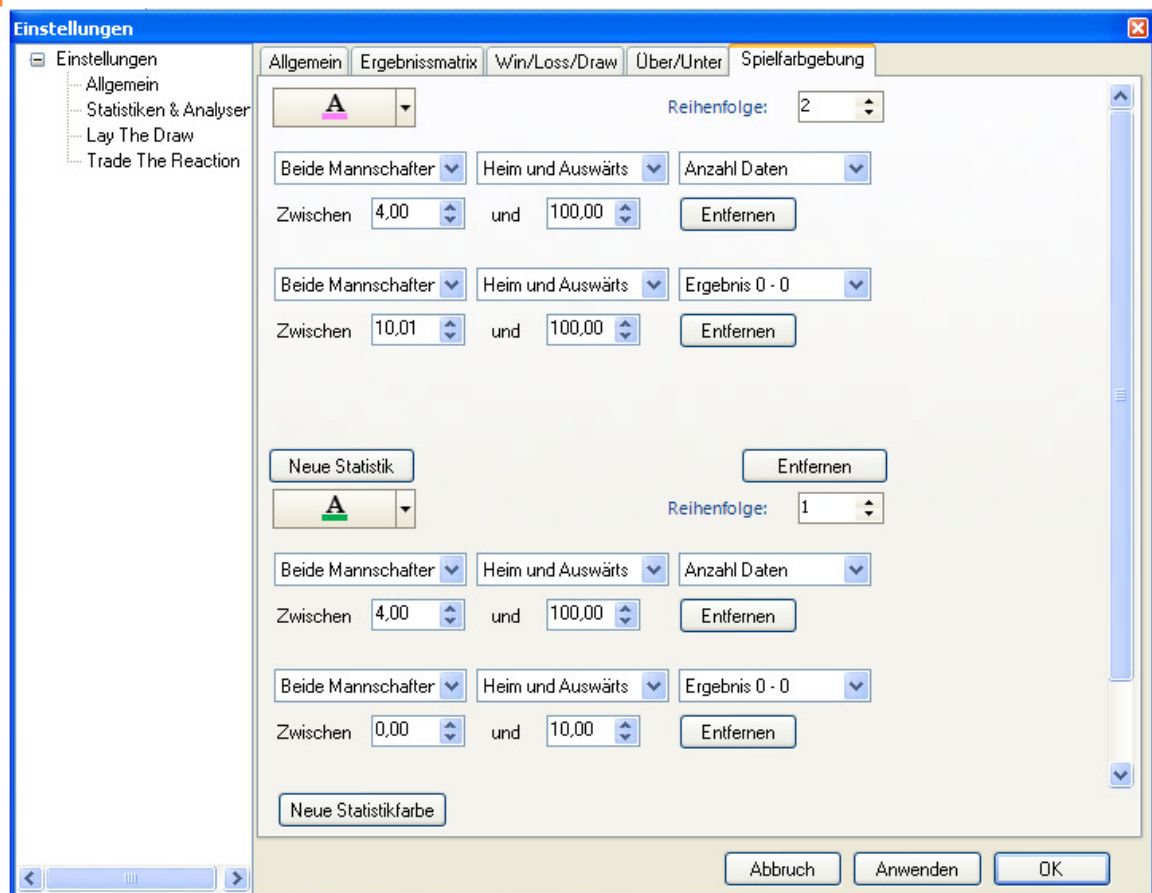 Einstellungen
Einstellungen
Allgemein
Statistiken & Analyser
Lay The Draw
Trade The Reaction
Allgemein Ergebnissmatrix Win/Loss/Draw Über/Unter Spielfarbgebung
A Reihenfolge: 2
Beide Mannschafter Heim und Auswärts Anzahl Daten
Zwischen 4,00 und 100,00 Entfernen
Beide Mannschafter Heim und Auswärts Ergebnis 0 - 0
Zwischen 10,01 und 100,00 Entfernen
Neue Statistik Entfernen
A Reihenfolge: 1
Beide Mannschafter Heim und Auswärts Anzahl Daten
Zwischen 4,00 und 100,00 Entfernen
Beide Mannschafter Heim und Auswärts Ergebnis 0 - 0
Zwischen 0,00 und 10,00 Entfernen
Neue Statistikfarbe
Abbruch Anwenden OK